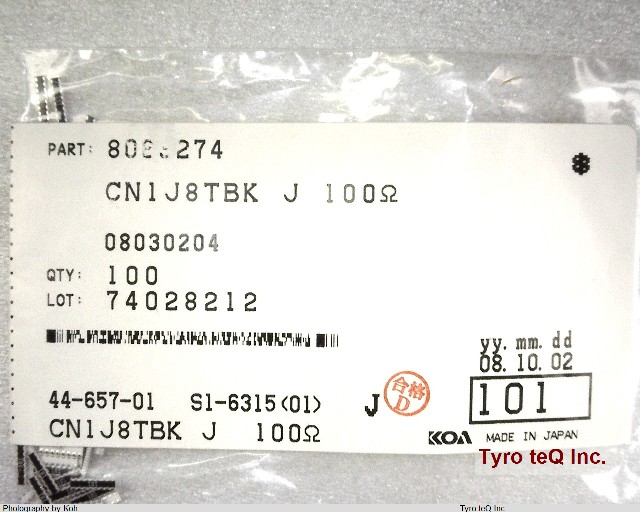 PART:
CN1J8TBK J 100Ω
08030204
QTY: 100
LOT: 74028212
yy. mm. dd
08. 10. 02
44-657-01 S1-6315(01) J 合格 D 101
CN1J8TBK J 100Ω
KOA MADE IN JAPAN
Tyro teQ Inc.
Photography by Koh Tyro teQ Inc